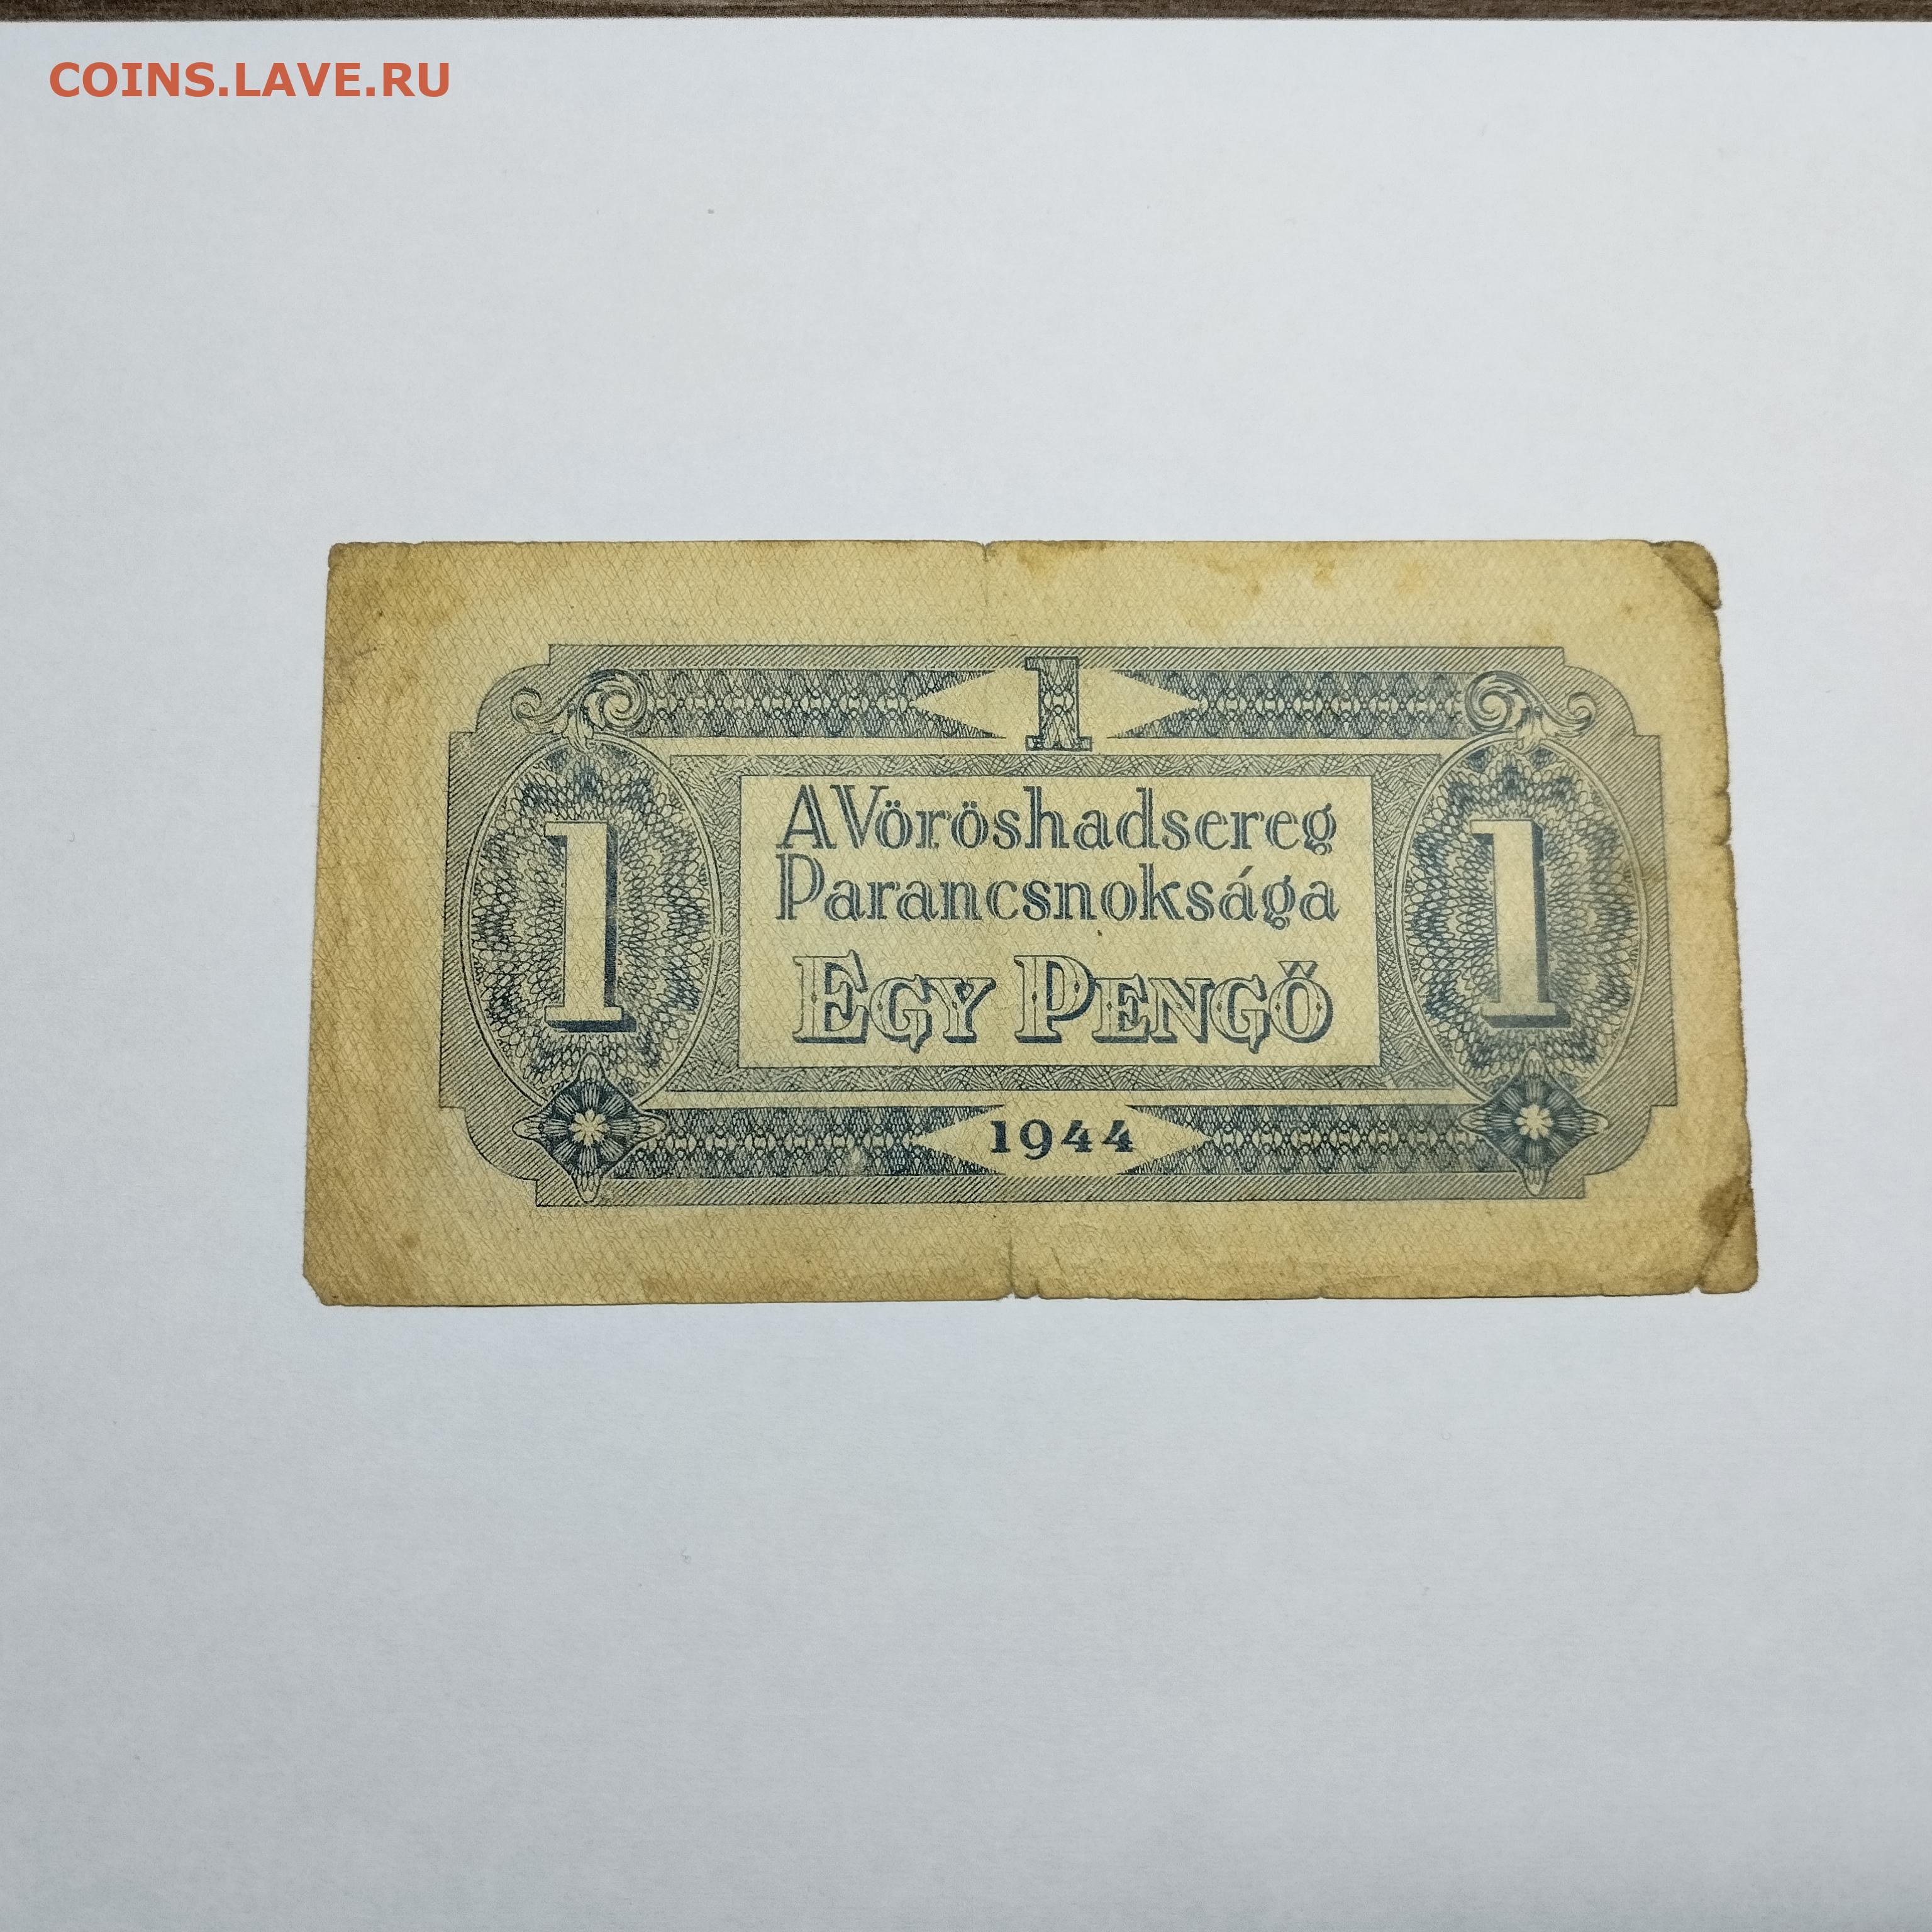 COINS.LAVE.RU
1
A Vöröshadsereg
Parancsnoksága
1
1
EGY PENGŐ
1944